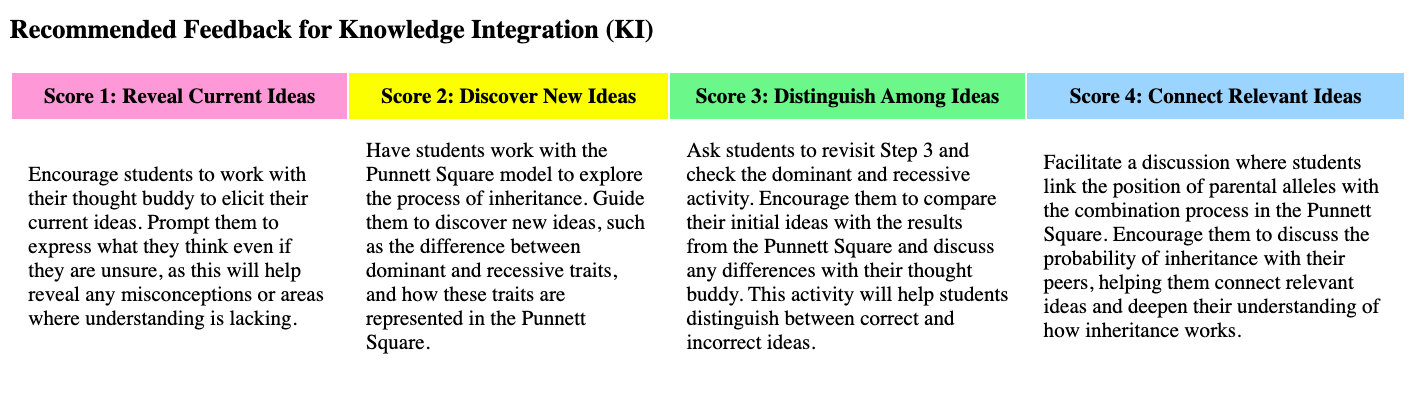 Recommended Feedback for Knowledge Integration (KI)
Score 1: Reveal Current Ideas
Score 2: Discover New Ideas
Score 3: Distinguish Among Ideas
Score 4: Connect Relevant Ideas
Encourage students to work with
their thought buddy to elicit their
current ideas. Prompt them to
express what they think even if
they are unsure, as this will help
reveal any misconceptions or areas
where understanding is lacking.
Have students work with the
Punnett Square model to explore
the process of inheritance. Guide
them to discover new ideas, such
as the difference between
dominant and recessive traits,
and how these traits are
represented in the Punnett
Square.
Ask students to revisit Step 3 and
check the dominant and recessive
activity. Encourage them to compare
their initial ideas with the results
from the Punnett Square and discuss
any differences with their thought
buddy. This activity will help students
distinguish between correct and
incorrect ideas.
Facilitate a discussion where students
link the position of parental alleles with
the combination process in the Punnett
Square. Encourage them to discuss the
probability of inheritance with their
peers, helping them connect relevant
ideas and deepen their understanding of
how inheritance works.